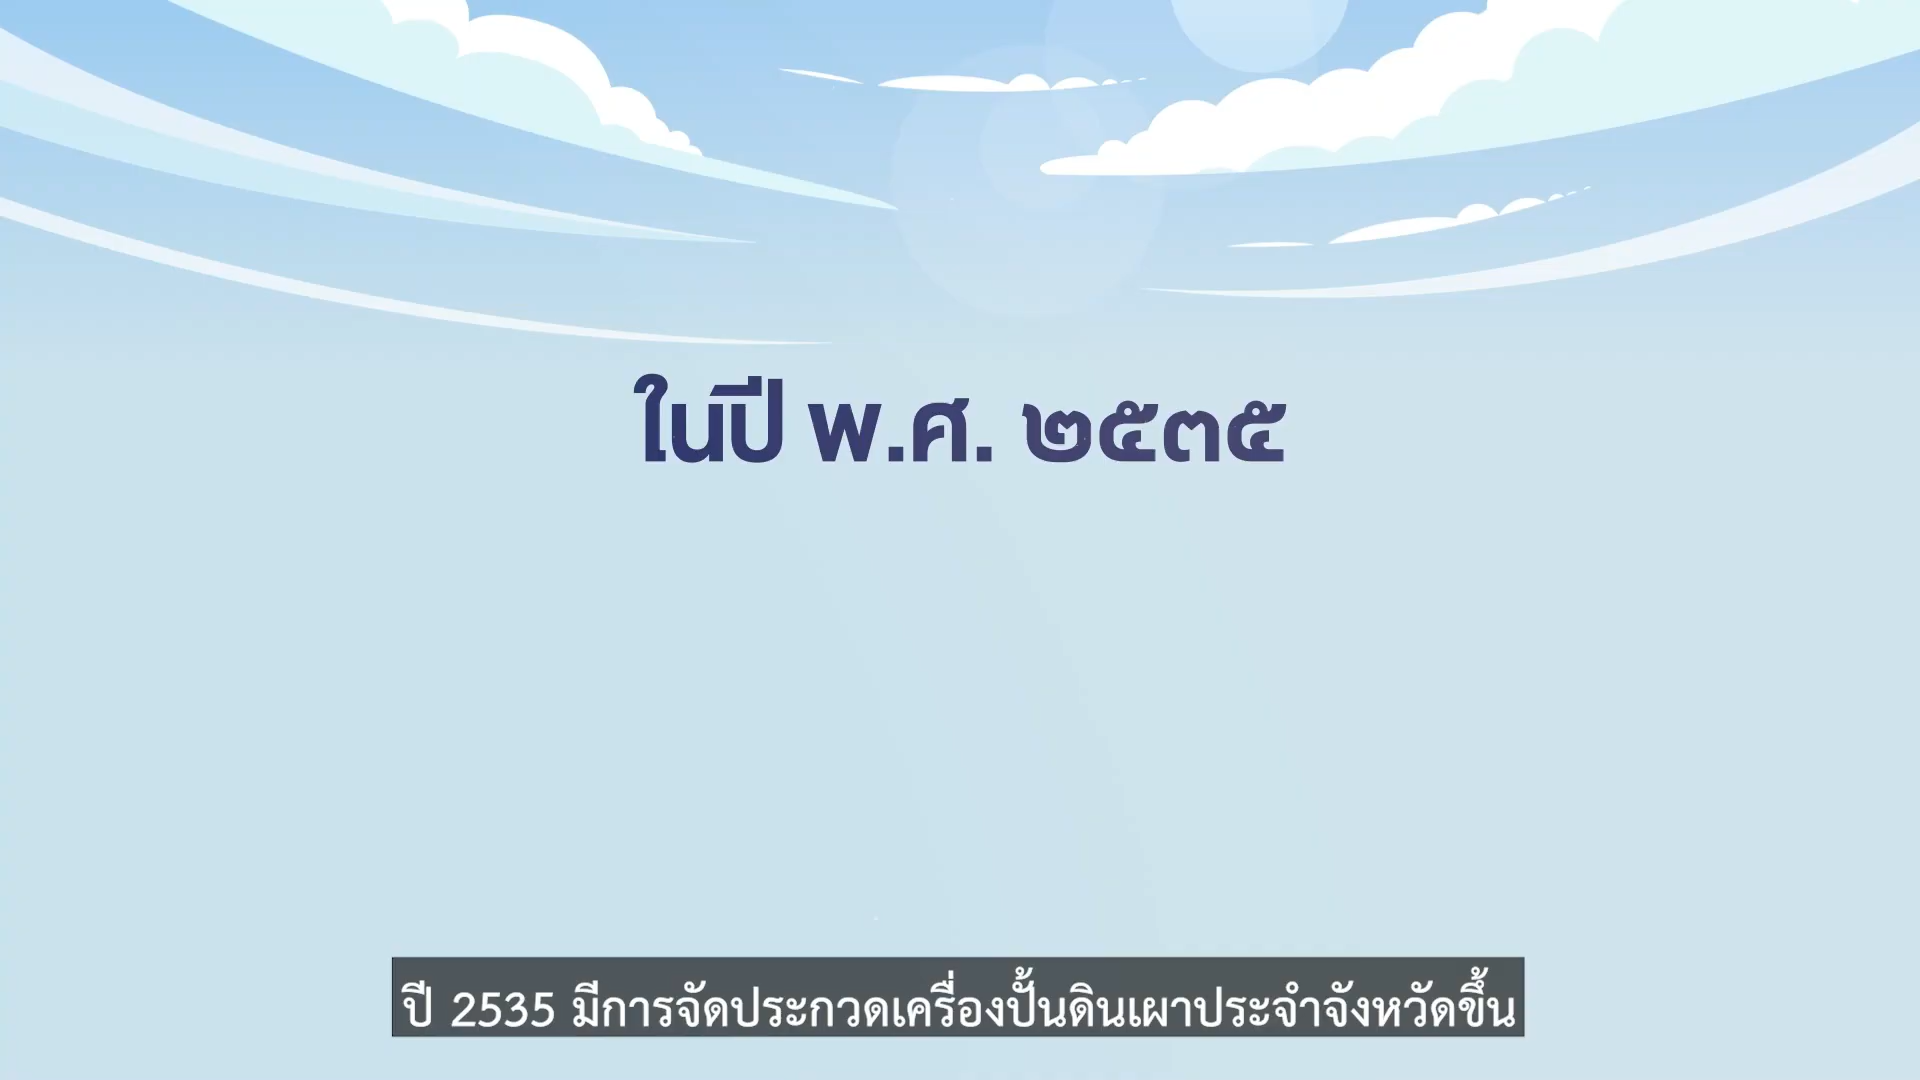 ในปี พ.ศ. ๒๕๓๕
ปี 2535 มีการจัดประกวดเครื่องปั้นดินเผาประจำจังหวัดขึ้น